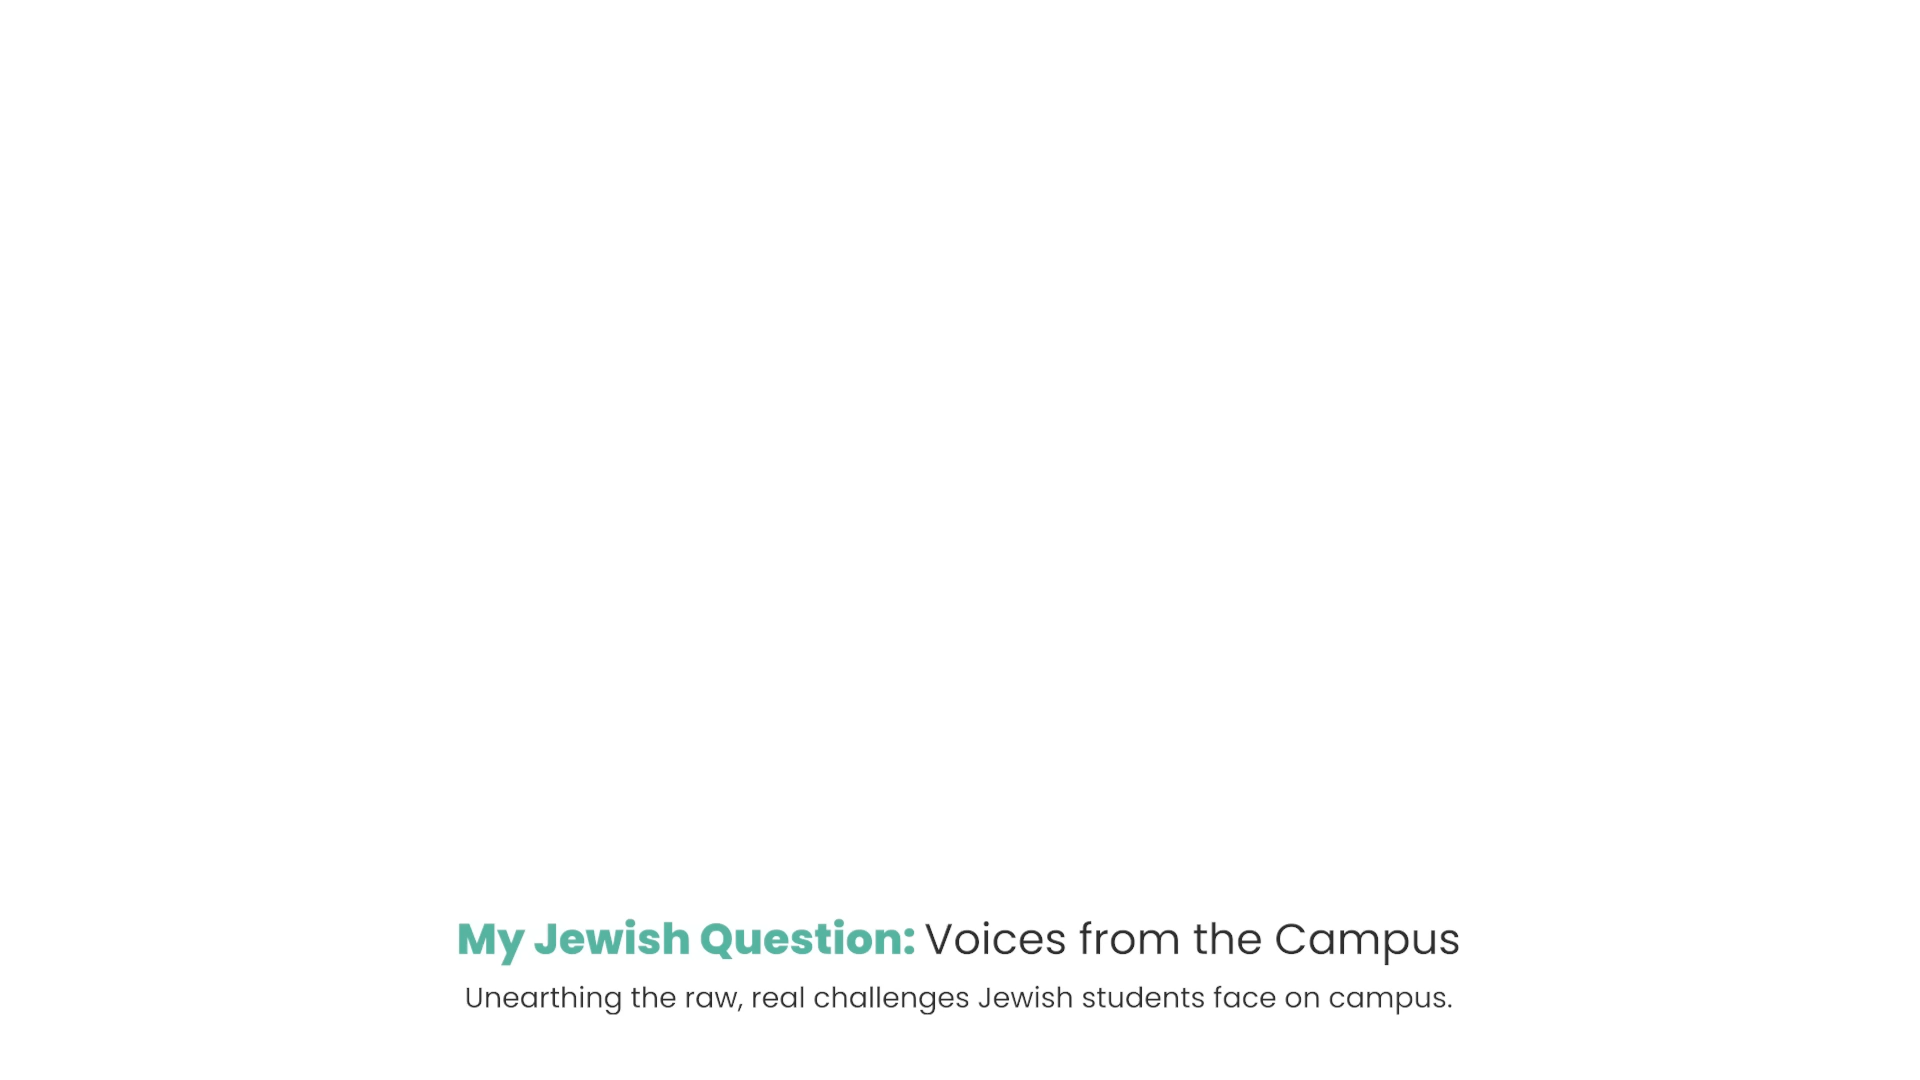 My Jewish Question: Voices from the Campus
Unearthing the raw, real challenges Jewish students face on campus.